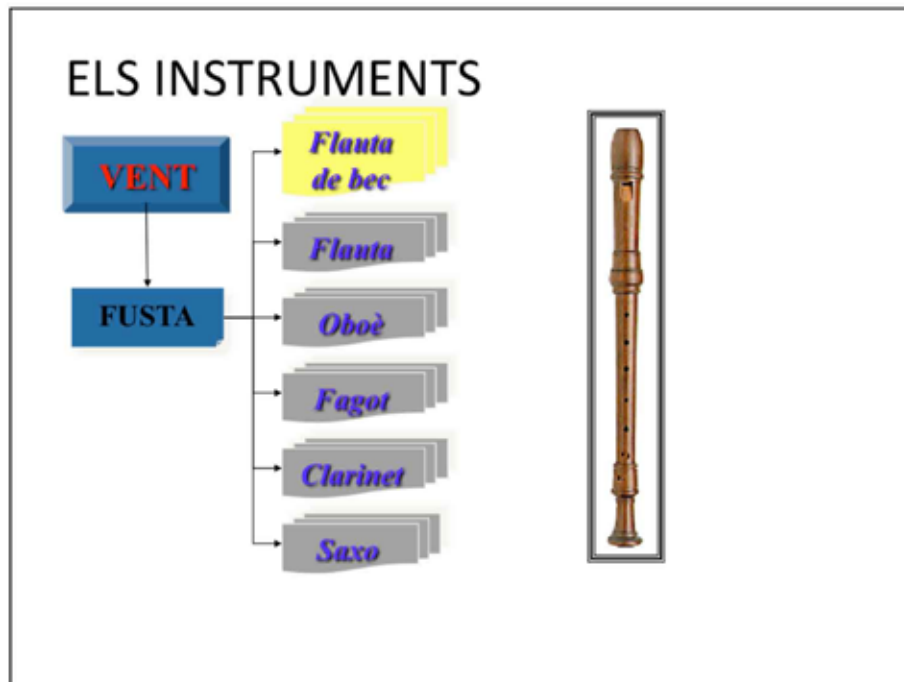 ELS INSTRUMENTS
VENT
FUSTA
Flauta
de bec
Flauta
Oboè
Fagot
Clarinet
Saxo